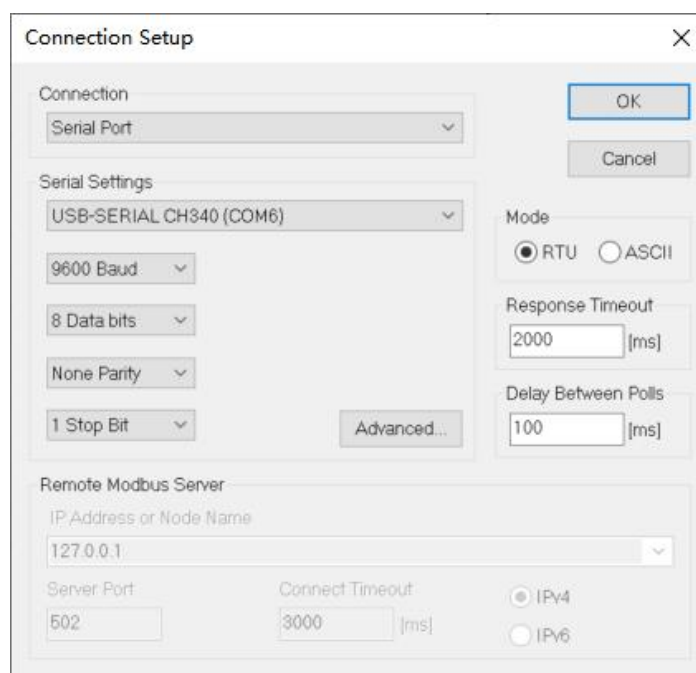 Connection Setup
Connection
Serial Port
OK
Cancel
Serial Settings
USB-SERIAL CH340 (COM6)
9600 Baud
8 Data bits
None Parity
1 Stop Bit
Advanced...
Mode
RTU
ASCII
Response Timeout
2000
[ms]
Delay Between Polls
100
[ms]
Remote Modbus Server
IP Address or Node Name
127.0.0.1
Server Port
Connect Timeout
502
3000
[ms]
IPv4
IPv6